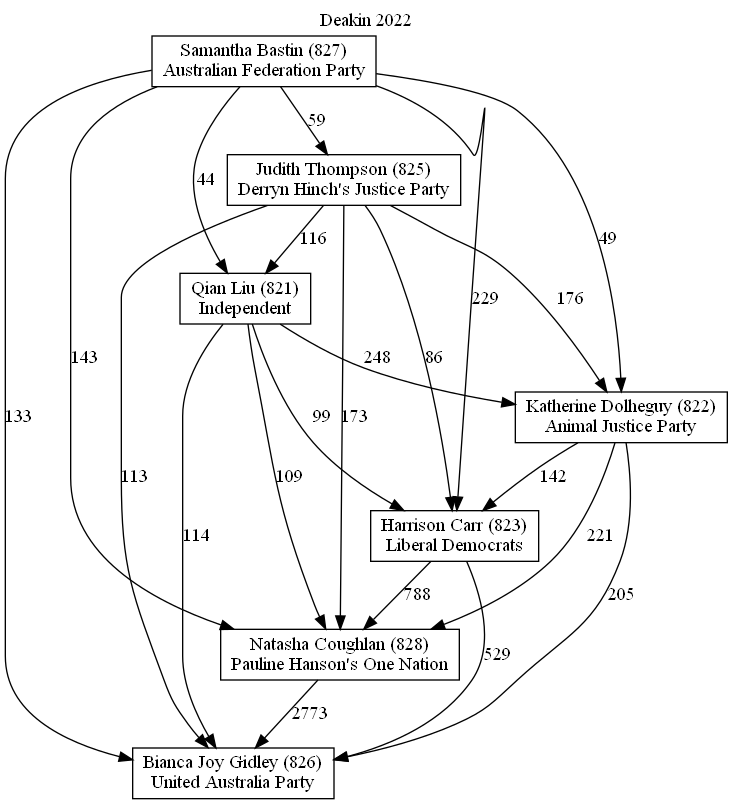 Deakin 2022
Samantha Bastin (827)
Australian Federation Party
59
Judith Thompson (825)
Derryn Hinch's Justice Party
44
116
49
Qian Liu (821)
Independent
229
176
143
248
86
133
99
173
Katherine Dolheguy (822)
Animal Justice Party
113
109
142
Harrison Carr (823)
Liberal Democrats
114
221
788
205
Natasha Coughlan (828)
Pauline Hanson's One Nation
529
2773
Bianca Joy Gidley (826)
United Australia Party